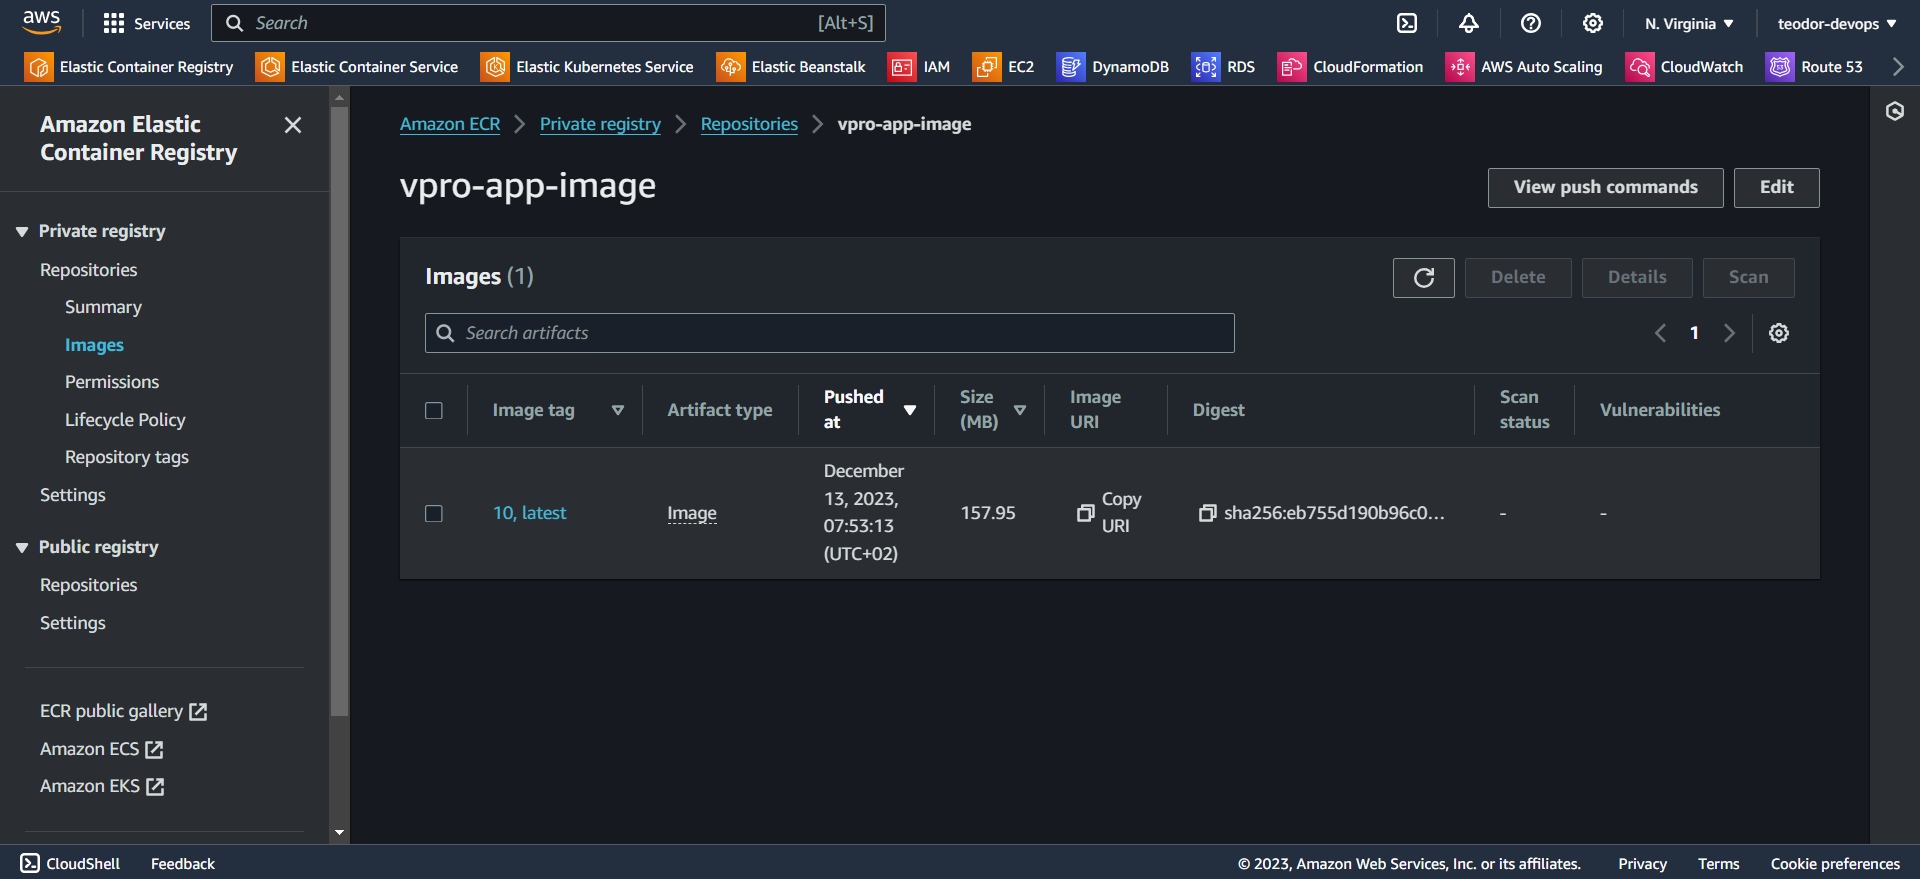 aws
Services
Search
[Alt+S]
N. Virginia
teodor-devops
Elastic Container Registry
Elastic Container Service
Elastic Kubernetes Service
Elastic Beanstalk
IAM
EC2
DynamoDB
RDS
CloudFormation
AWS Auto Scaling
CloudWatch
Route 53
Amazon Elastic
Container Registry
Private registry
Repositories
Summary
Images
Permissions
Lifecycle Policy
Repository tags
Settings
Public registry
Repositories
Settings
ECR public gallery
Amazon ECS
Amazon EKS
Amazon ECR
Private registry
Repositories
vpro-app-image
vpro-app-image
View push commands
Edit
Images (1)
Delete
Details
Scan
Search artifacts
1
Image tag
Artifact type
Pushed
at
Size
(MB)
Image
URI
Digest
Scan
status
Vulnerabilities
10, latest
Image
December
13, 2023,
07:53:13
(UTC+02)
157.95
Copy
URI
sha256:eb755d190b96c0...
-
-
CloudShell
Feedback
© 2023, Amazon Web Services, Inc. or its affiliates.
Privacy
Terms
Cookie preferences